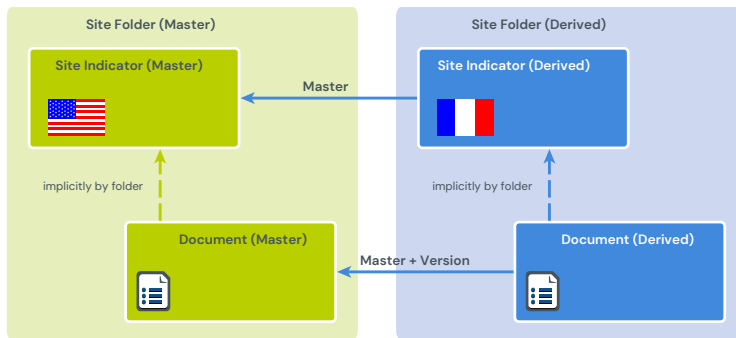 Site Folder (Master)
Site Folder (Derived)
Site Indicator (Master)
Site Indicator (Derived)
Master
implicitly by folder
implicitly by folder
Document (Master)
Document (Derived)
Master + Version